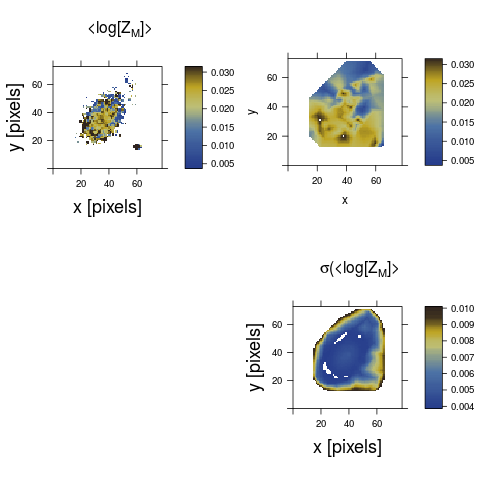 <log[Z_M]>
60
40
20
20 40 60
y [pixels]
x [pixels]
0.030
0.025
0.020
0.015
0.010
0.005
60
40
20
20 40 60
y
x
0.030
0.025
0.020
0.015
0.010
0.005
σ(<log[Z_M]>
60
40
20
20 40 60
y [pixels]
x [pixels]
0.010
0.009
0.008
0.007
0.006
0.005
0.004